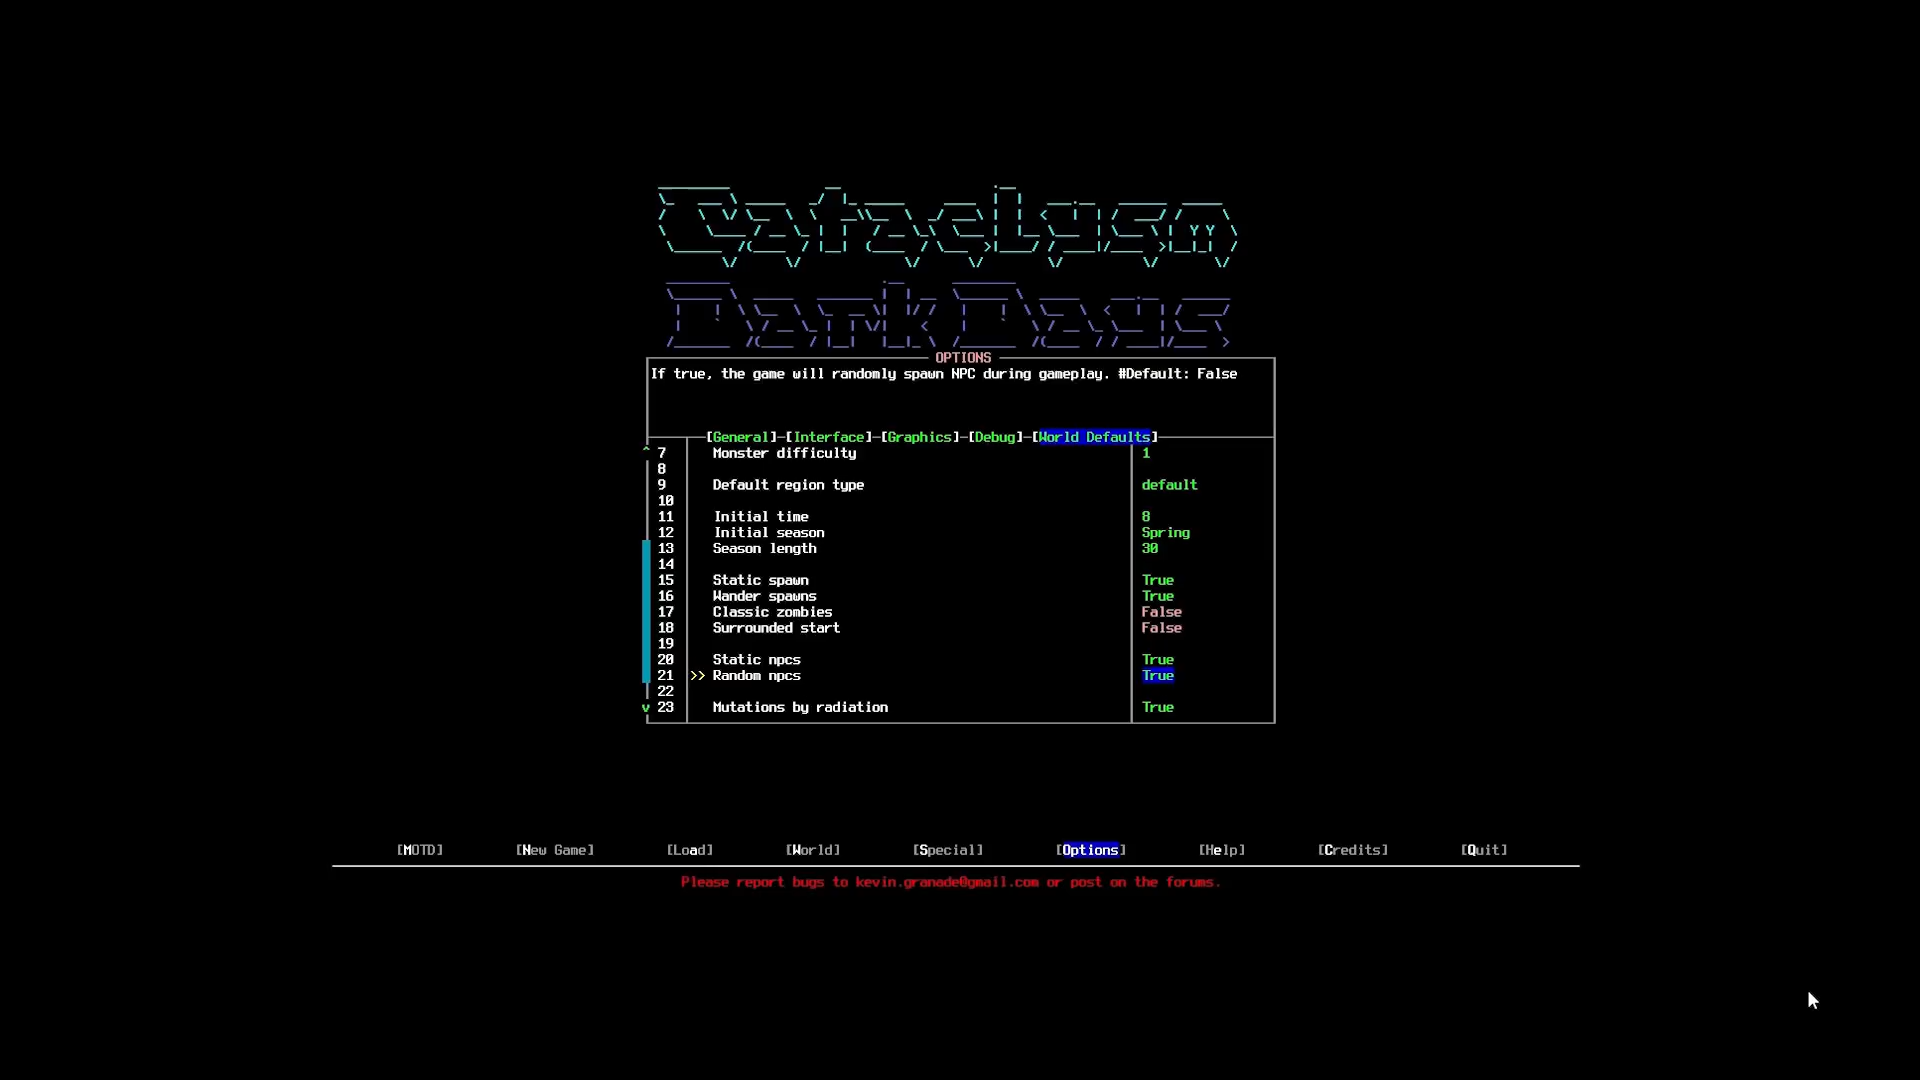 Cataclysm
Dark Days
OPTIONS
If true, the game will randomly spawn NPC during gameplay. #Default: False
[General]-[Interface]-[Graphics]-[Debug]-[World Defaults]
^ 7 Monster difficulty 1
8
9 Default region type default
10
11 Initial time 8
12 Initial season Spring
13 Season length 30
14
15 Static spawn True
16 Wander spawns True
17 Classic zombies False
18 Surrounded start False
19
20 Static npcs True
21 >> Random npcs True
22
v 23 Mutations by radiation True
[MOTD] [New Game] [Load] [World] [Special] [Options] [Help] [Credits] [Quit]
Please report bugs to kevin.granade@gmail.com or post on the forums.